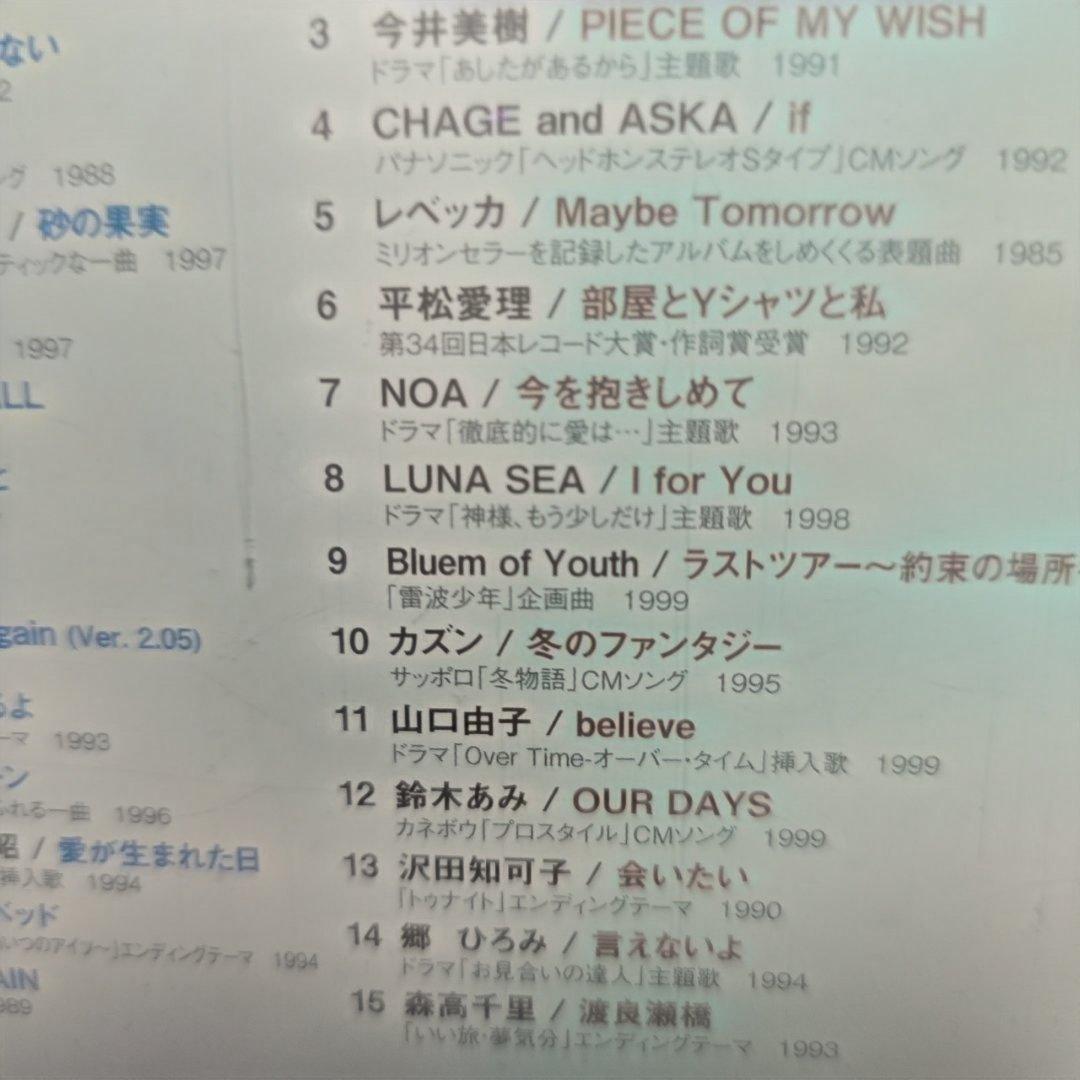 ない
2
ング 1988
/ 砂の果実
ティックな一曲 1997
1997
ALL
gain (Ver. 2.05)
るよ
ーマ 1993
ーン
ふれる一曲 1996
昭 / 愛が生まれた日
挿入歌 1994
ベッド
いつのアイツ〜」エンディングテーマ 1994
AIN
989
3 今井美樹 / PIECE OF MY WISH
ドラマ「あしたがあるから」主題歌 1991
4 CHAGE and ASKA / if
パナソニック「ヘッドホンステレオSタイプ」CMソング 1992
5 レベッカ / Maybe Tomorrow
ミリオンセラーを記録したアルバムをしめくくる表題曲 1985
6 平松愛理 / 部屋とYシャツと私
第34回日本レコード大賞・作詞賞受賞 1992
7 NOA / 今を抱きしめて
ドラマ「徹底的に愛は…」主題歌 1993
8 LUNA SEA / I for You
ドラマ「神様、もう少しだけ」主題歌 1998
9 Bluem of Youth / ラストツアー〜約束の場所
「雷波少年」企画曲 1999
10 カズン / 冬のファンタジー
サッポロ「冬物語」CMソング 1995
11 山口由子 / believe
ドラマ「Over Time-オーバー・タイム」挿入歌 1999
12 鈴木あみ / OUR DAYS
カネボウ「プロスタイル」CMソング 1999
13 沢田知可子 / 会いたい
「トゥナイト」エンディングテーマ 1990
14 郷 ひろみ / 言えないよ
ドラマ「お見合いの達人」主題歌 1994
15 森高千里 / 渡良瀬橋
「いい旅・夢気分」エンディングテーマ 1993